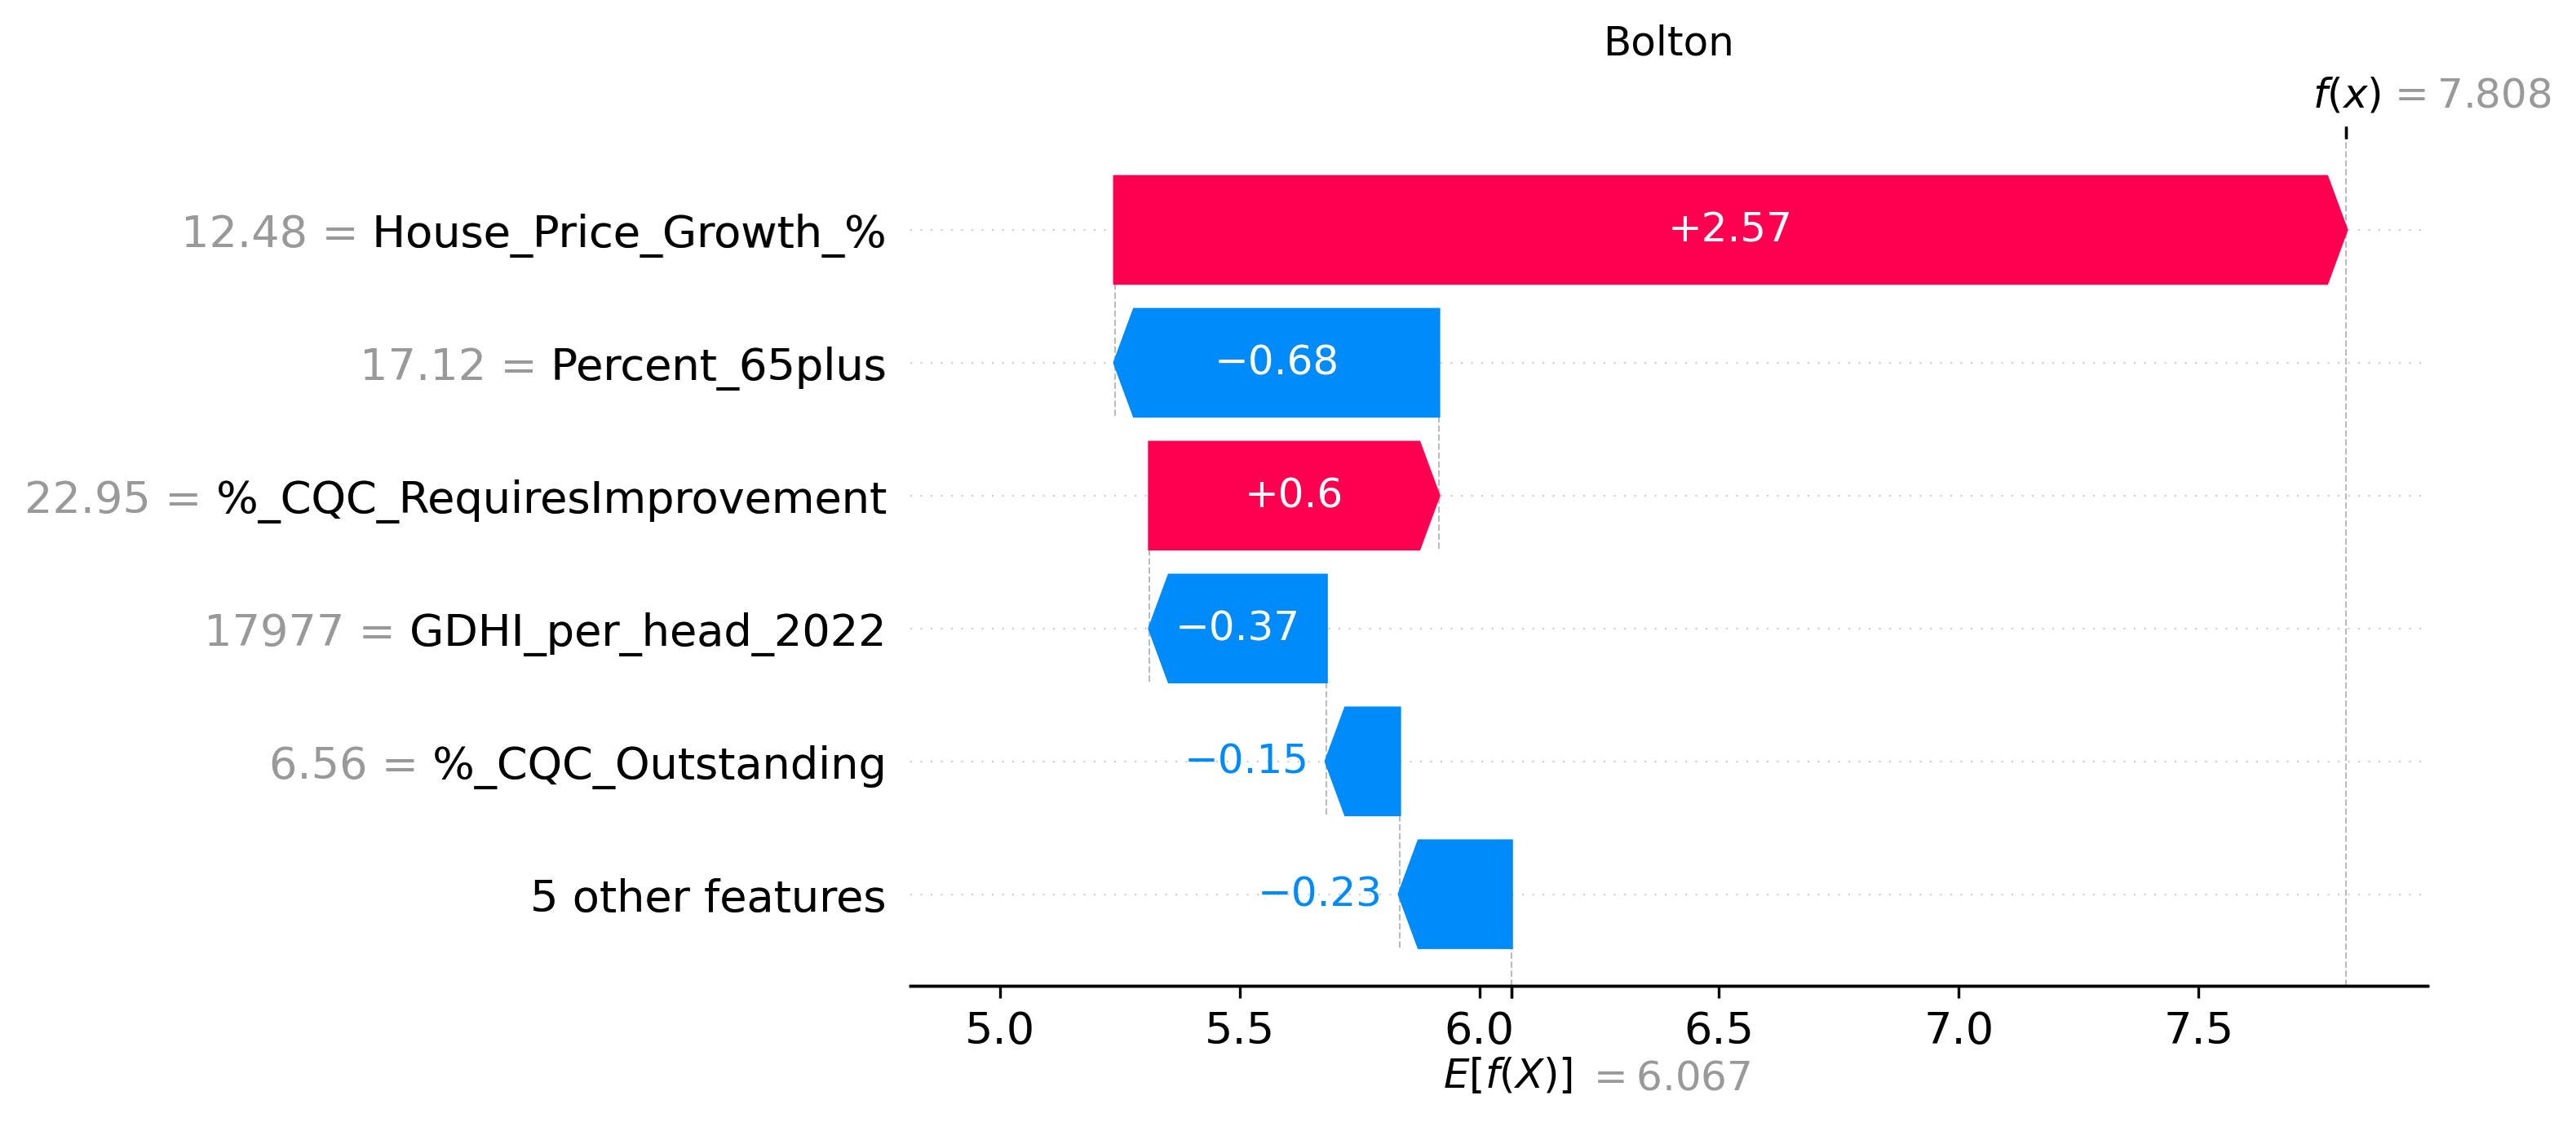 Bolton
f(x) = 7.808
12.48 = House_Price_Growth_%
+2.57
17.12 = Percent_65plus
−0.68
22.95 = %_CQC_RequiresImprovement
+0.6
17977 = GDHI_per_head_2022
−0.37
6.56 = %_CQC_Outstanding
−0.15
5 other features
−0.23
5.0 5.5 6.0 6.5 7.0 7.5
E[f(X)] = 6.067